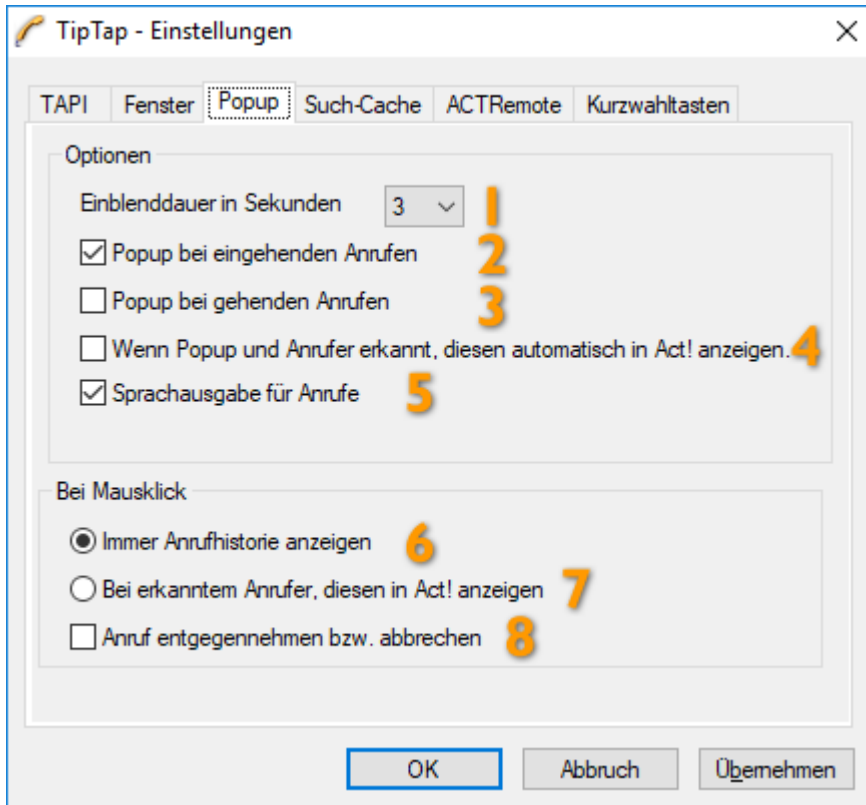 TipTap - Einstellungen
TAPI Fenster Popup Such-Cache ACTRemote Kurzwahltasten
Optionen
Einblenddauer in Sekunden 3 1
Popup bei eingehenden Anrufen 2
Popup bei gehenden Anrufen 3
Wenn Popup und Anrufer erkannt, diesen automatisch in Act! anzeigen. 4
Sprachausgabe für Anrufe 5
Bei Mausklick
Immer Anrufhistorie anzeigen 6
Bei erkanntem Anrufer, diesen in Act! anzeigen 7
Anruf entgegennehmen bzw. abbrechen 8
OK Abbruch Übernehmen